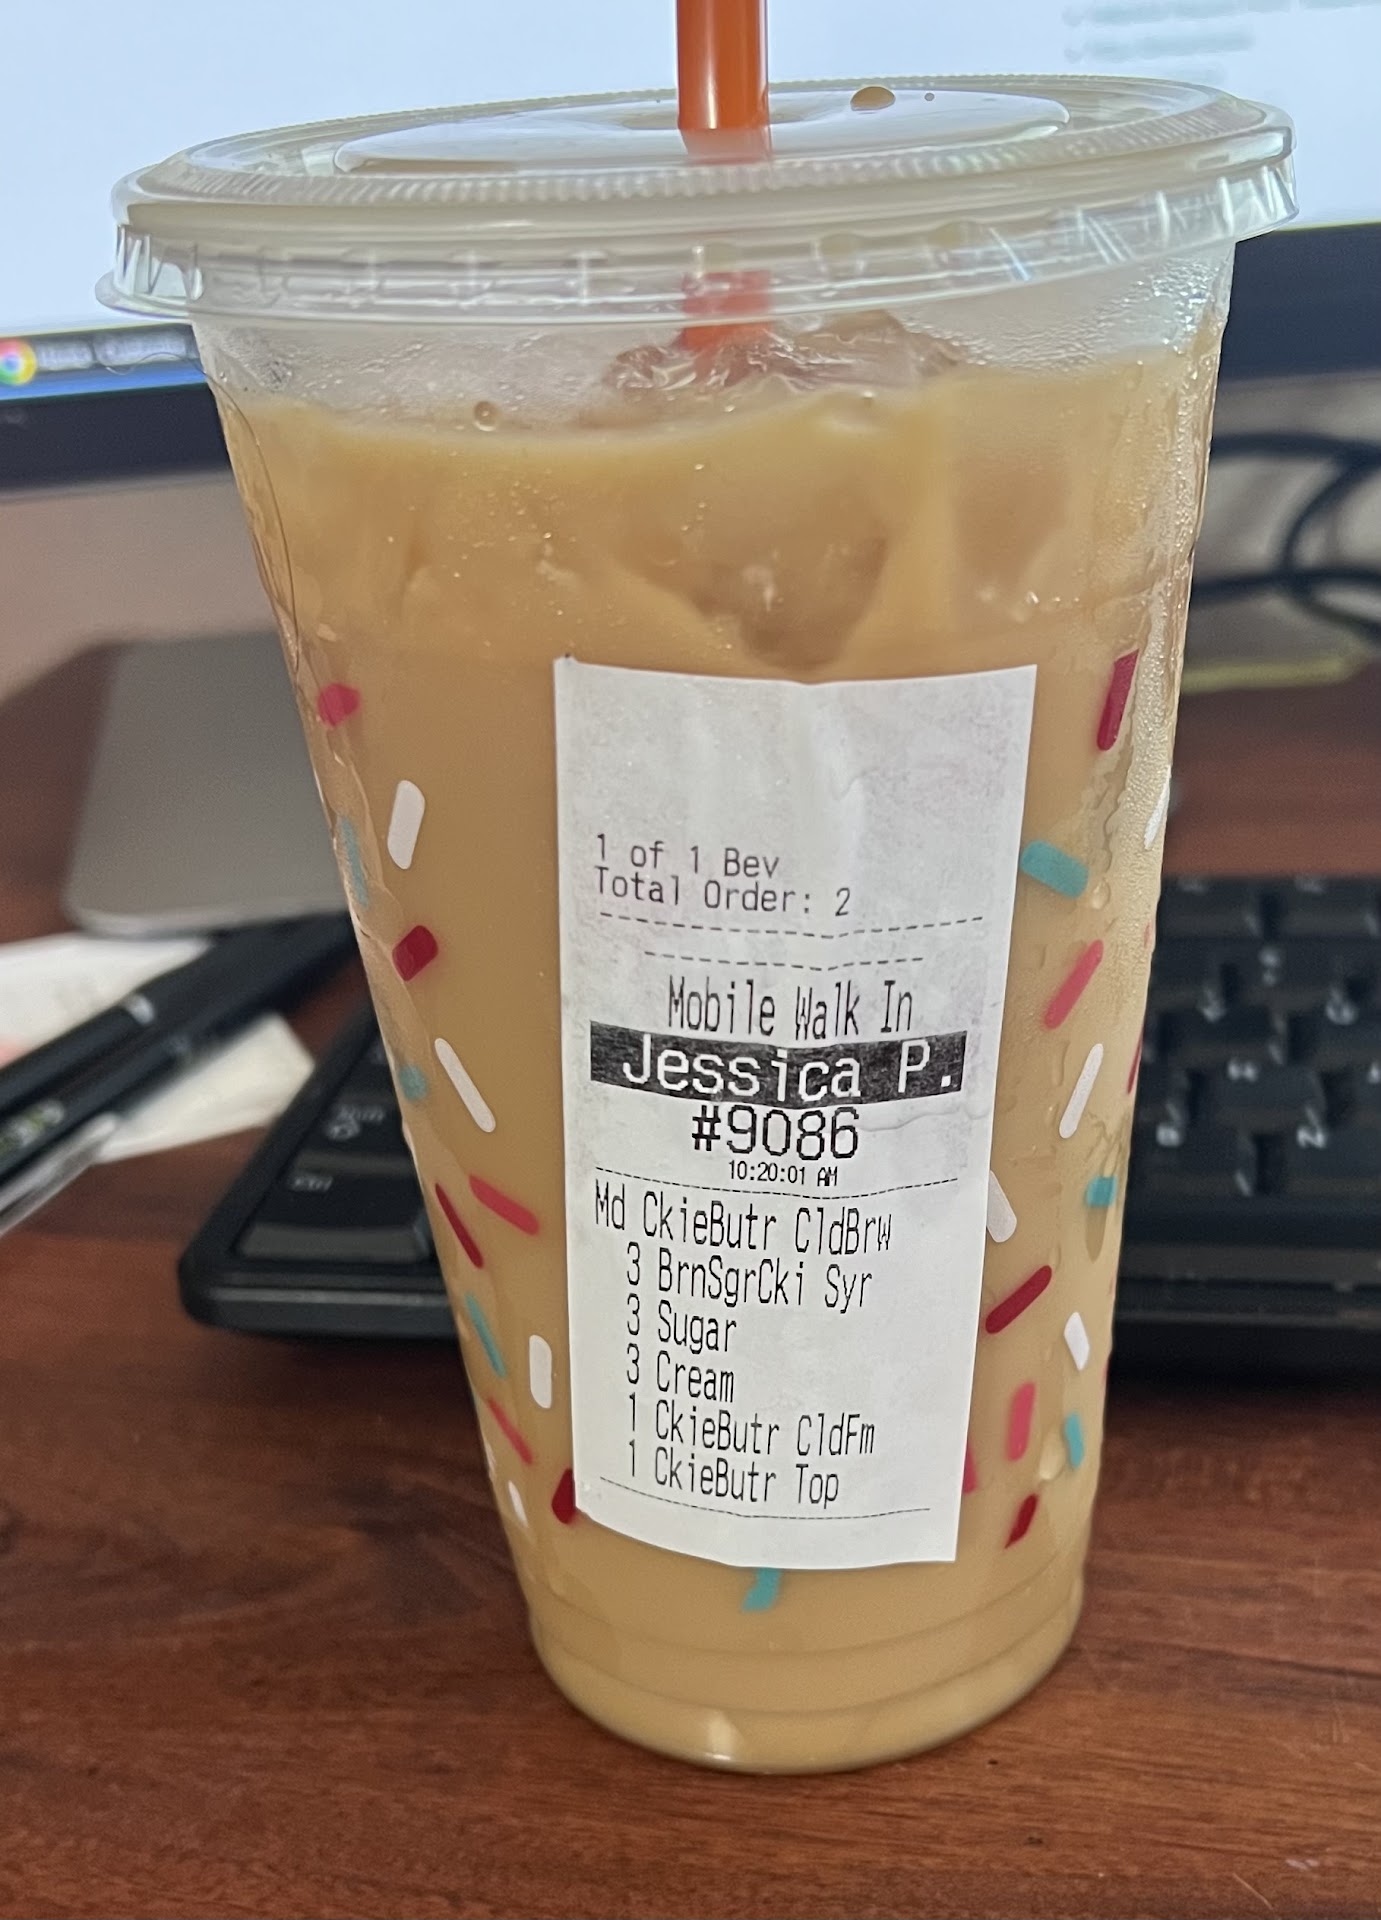 1 of 1 Bev
Total Order: 2
Mobile Walk In
Jessica P.
#9086
10:20:01 AM
Md CkieButr CldBrw
3 BrnSgrCki Syr
3 Sugar
3 Cream
1 CkieButr CldFm
1 CkieButr Top